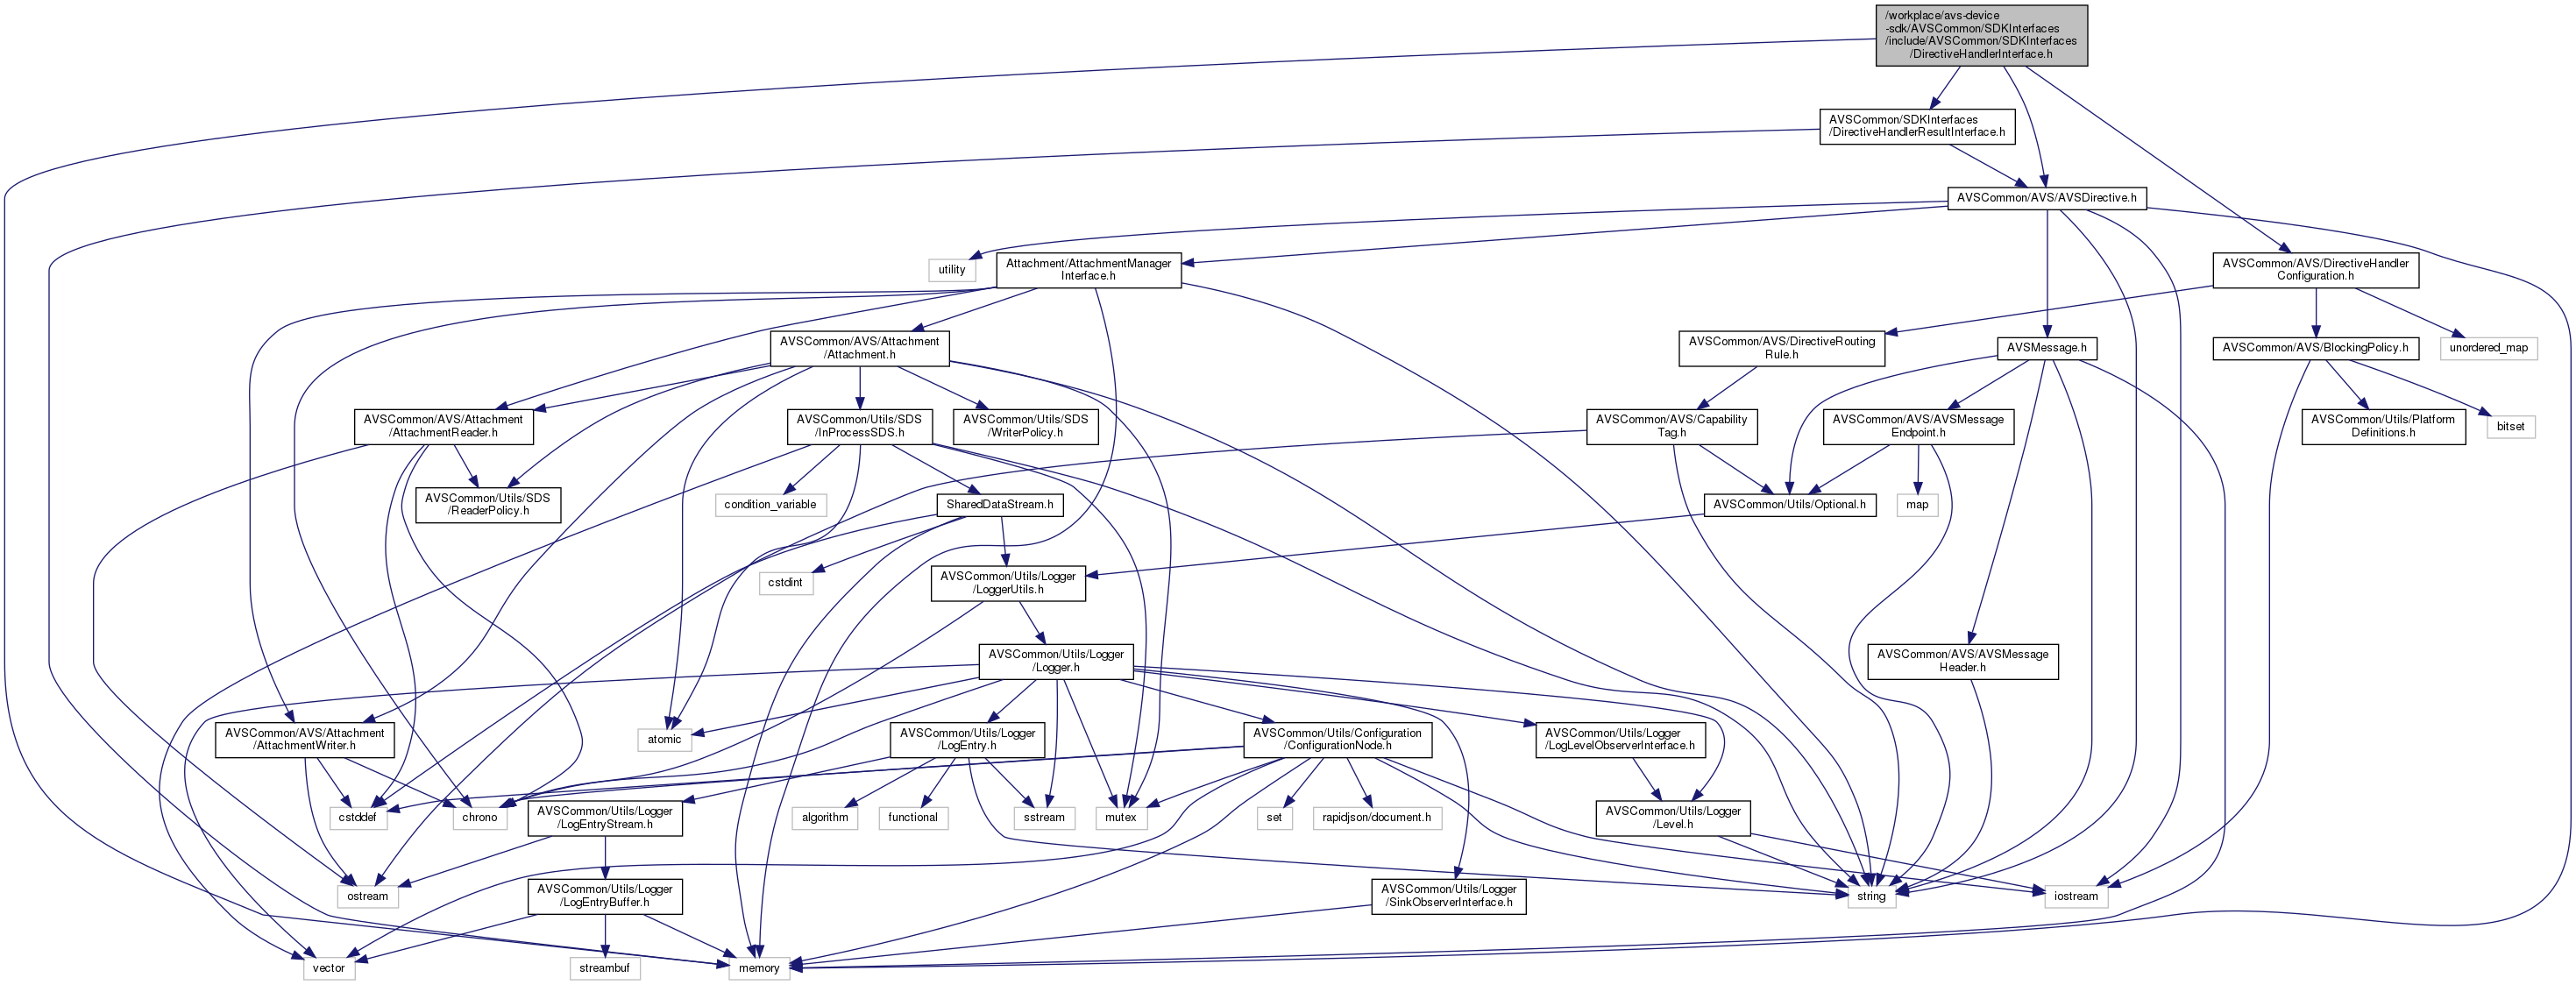 /workplace/avs-device
-sdk/AVSCommon/SDKInterfaces
/include/AVSCommon/SDKInterfaces
/DirectiveHandlerInterface.h
AVSCommon/SDKInterfaces
/DirectiveHandlerResultInterface.h
AVSCommon/AVS/AVSDirective.h
utility
Attachment/AttachmentManager
Interface.h
AVSCommon/AVS/DirectiveHandler
Configuration.h
AVSCommon/AVS/Attachment
/Attachment.h
AVSCommon/AVS/DirectiveRouting
Rule.h
AVSMessage.h
AVSCommon/AVS/BlockingPolicy.h
unordered_map
AVSCommon/AVS/Attachment
/AttachmentReader.h
AVSCommon/Utils/SDS
/InProcessSDS.h
AVSCommon/Utils/SDS
/WriterPolicy.h
AVSCommon/AVS/Capability
Tag.h
AVSCommon/AVS/AVSMessage
Endpoint.h
AVSCommon/Utils/Platform
Definitions.h
bitset
AVSCommon/Utils/SDS
/ReaderPolicy.h
condition_variable
SharedDataStream.h
AVSCommon/Utils/Optional.h
map
cstdint
AVSCommon/Utils/Logger
/LoggerUtils.h
AVSCommon/Utils/Logger
/Logger.h
AVSCommon/AVS/AVSMessage
Header.h
AVSCommon/AVS/Attachment
/AttachmentWriter.h
atomic
AVSCommon/Utils/Logger
/LogEntry.h
AVSCommon/Utils/Configuration
/ConfigurationNode.h
AVSCommon/Utils/Logger
/LogLevelObserverInterface.h
cstddef
chrono
AVSCommon/Utils/Logger
/LogEntryStream.h
algorithm
functional
sstream
mutex
set
rapidjson/document.h
AVSCommon/Utils/Logger
/Level.h
ostream
AVSCommon/Utils/Logger
/LogEntryBuffer.h
AVSCommon/Utils/Logger
/SinkObserverInterface.h
string
iostream
vector
streambuf
memory